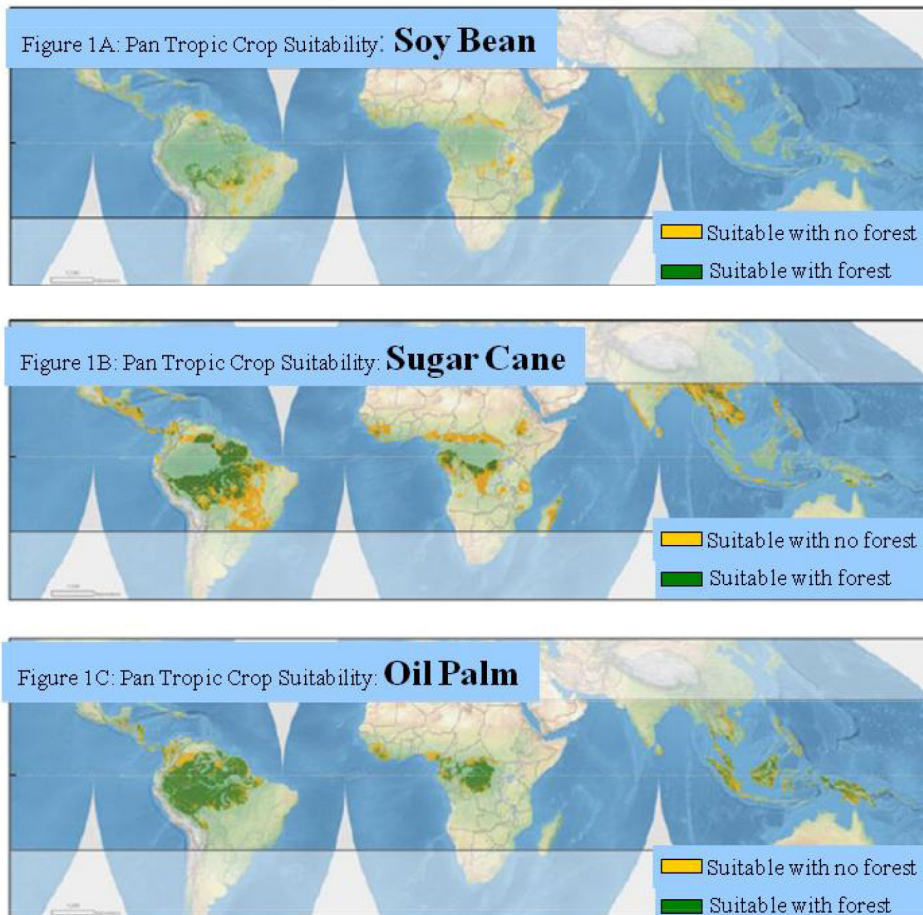 Figure 1A: Pan Tropic Crop Suitability: Soy Bean
Suitable with no forest
Suitable with forest
Figure 1B: Pan Tropic Crop Suitability: Sugar Cane
Suitable with no forest
Suitable with forest
Figure 1C: Pan Tropic Crop Suitability: Oil Palm
Suitable with no forest
Suitable with forest